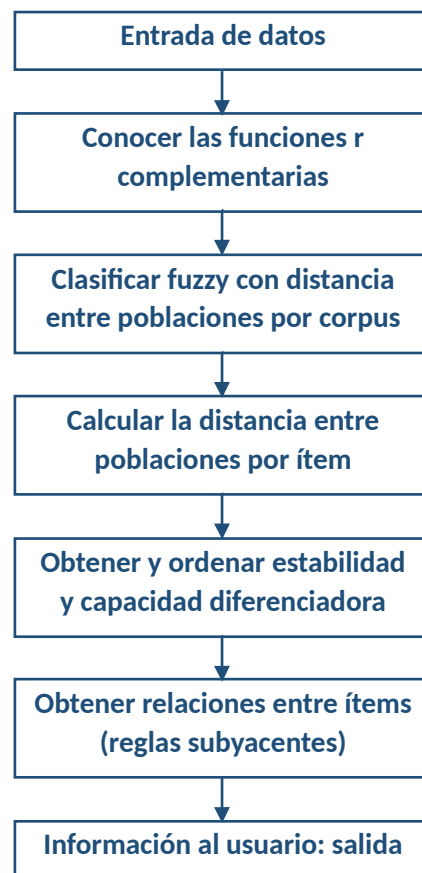 Entrada de datos
Conocer las funciones r
complementarias
Clasificar fuzzy con distancia
entre poblaciones por corpus
Calcular la distancia entre
poblaciones por ítem
Obtener y ordenar estabilidad
y capacidad diferenciadora
Obtener relaciones entre ítems
(reglas subyacentes)
Información al usuario: salida